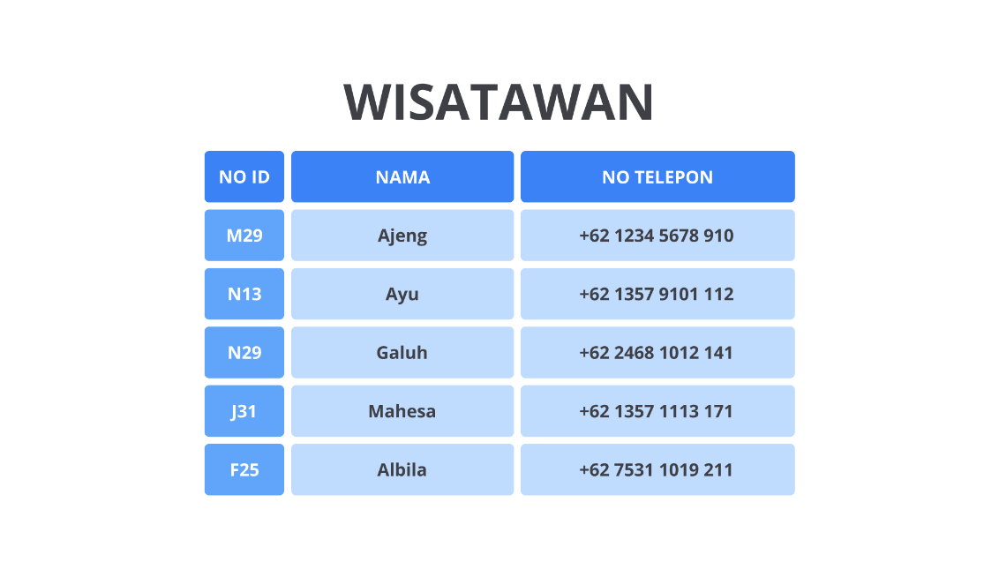 WISATAWAN
NO ID NAMA NO TELEPON
M29 Ajeng +62 1234 5678 910
N13 Ayu +62 1357 9101 112
N29 Galuh +62 2468 1012 141
J31 Mahesa +62 1357 1113 171
F25 Albila +62 7531 1019 211